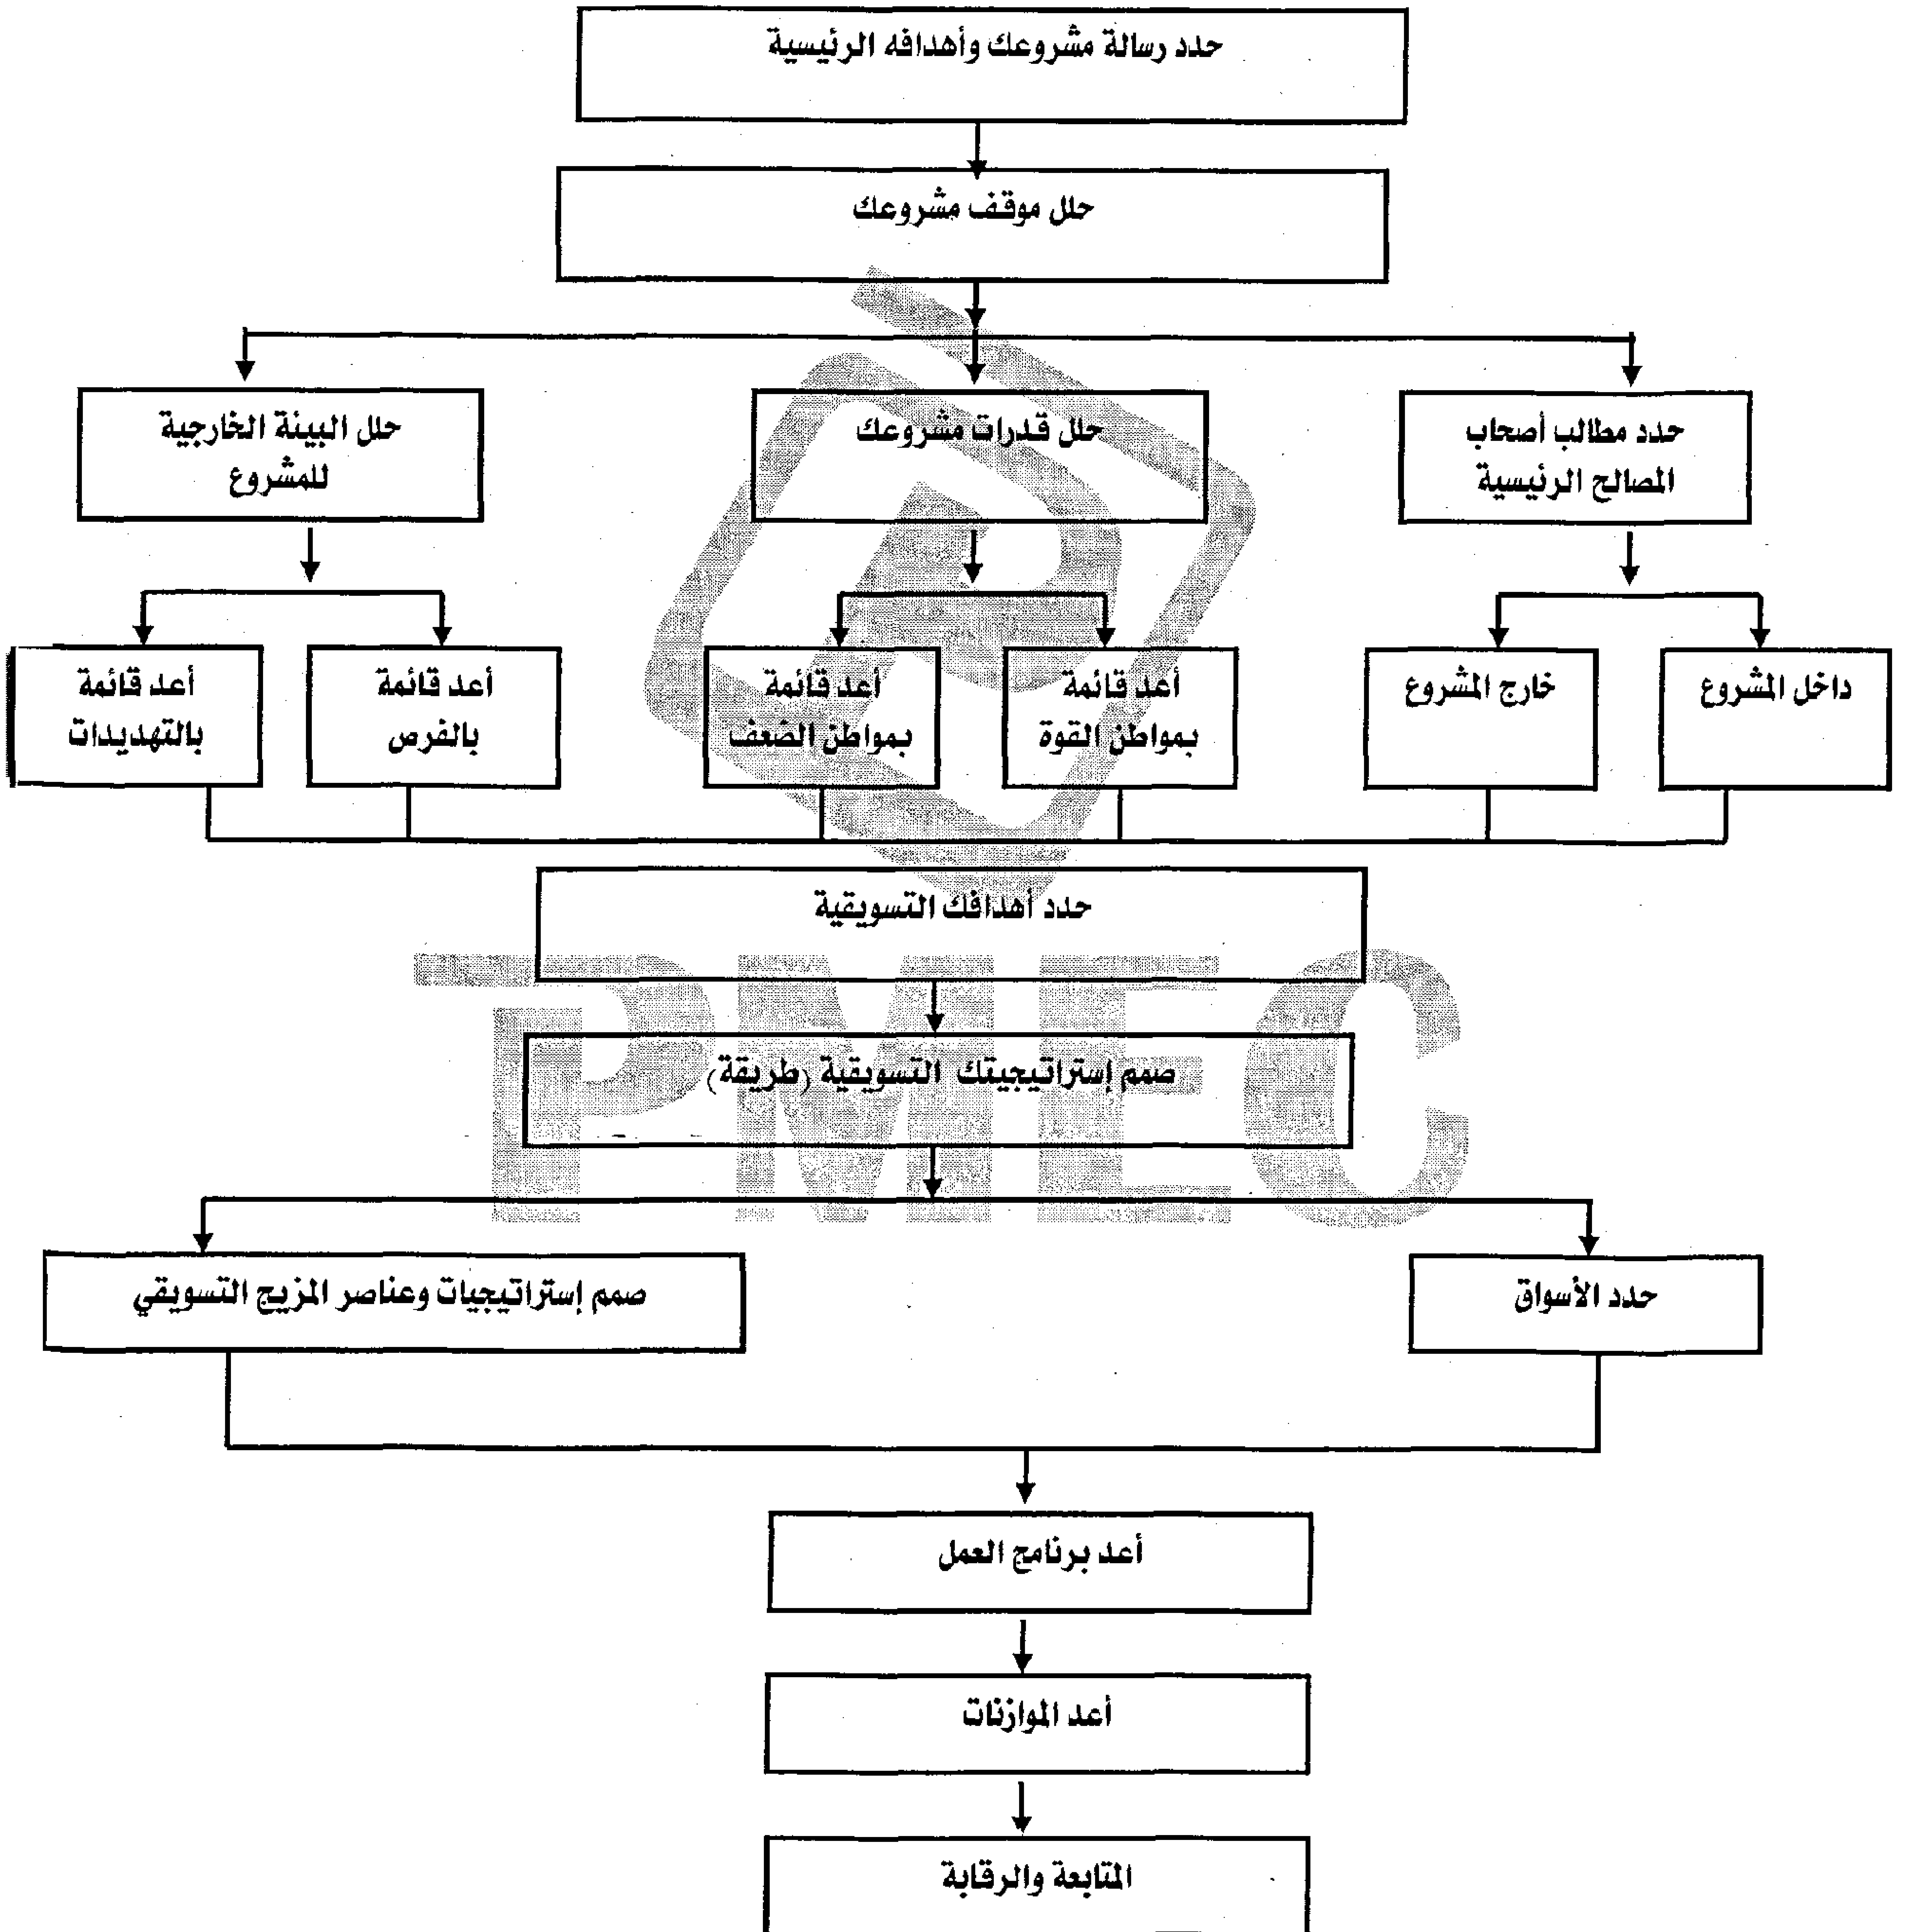 حدد رسالة مشروعك وأهدافه الرئيسية
حلل موقف مشروعك
حدد مطالب أصحاب
المصالح الرئيسية
حلل قدرات مشروعك
حلل البيئة الخارجية
للمشروع
داخل المشروع
خارج المشروع
أعد قائمة
بمواطن القوة
أعد قائمة
بمواطن الضعف
أعد قائمة
بالفرص
أعد قائمة
بالتهديدات
حدد أهدافك التسويقية
صمم إستراتيجيتك التسويقية (طريقة)
PMEC
حدد الأسواق
صمم إستراتيجيات وعناصر المزيج التسويقي
أعد برنامج العمل
أعد الموازنات
المتابعة والرقابة